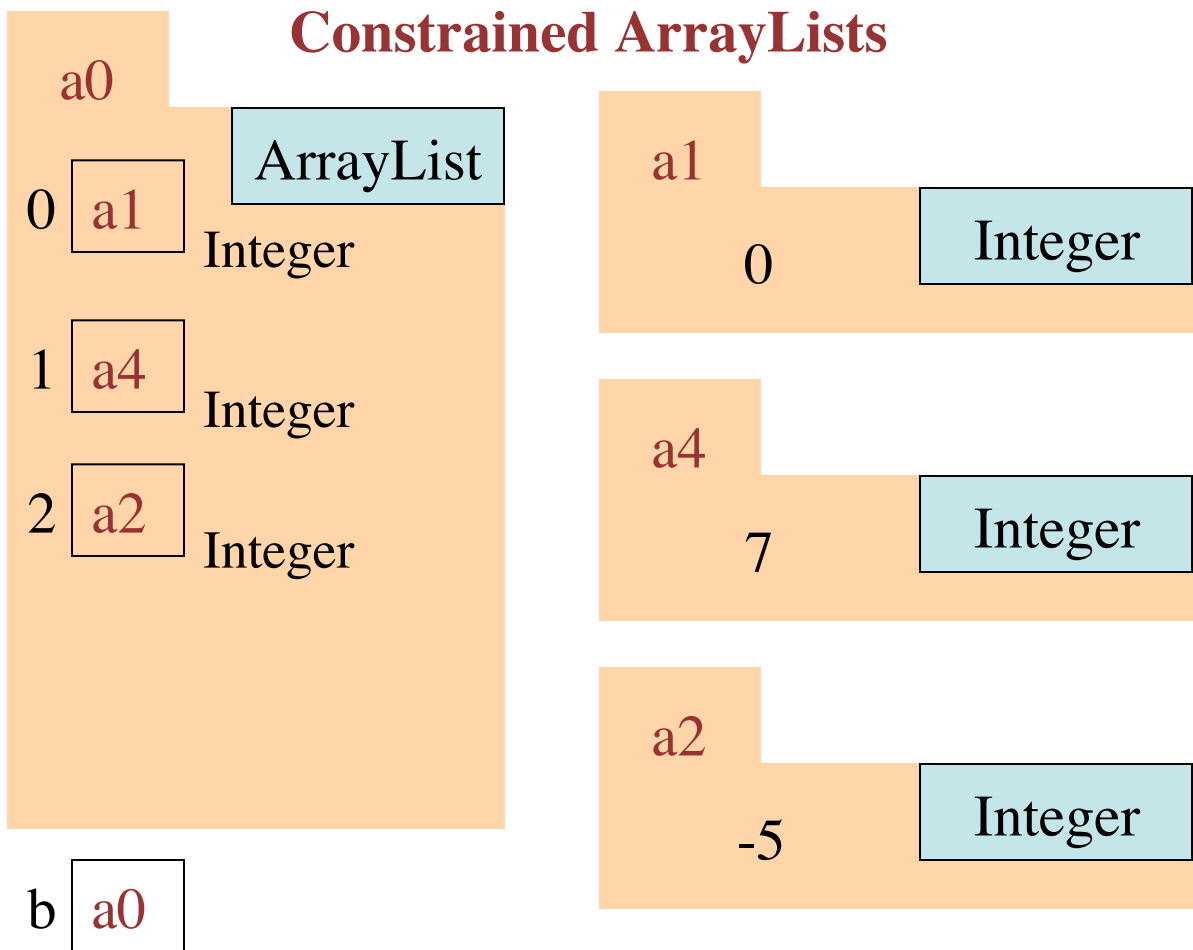 Constrained ArrayLists
a0
ArrayList
0 a1 Integer
1 a4 Integer
2 a2 Integer
b a0
a1
0 Integer
a4
7 Integer
a2
-5 Integer